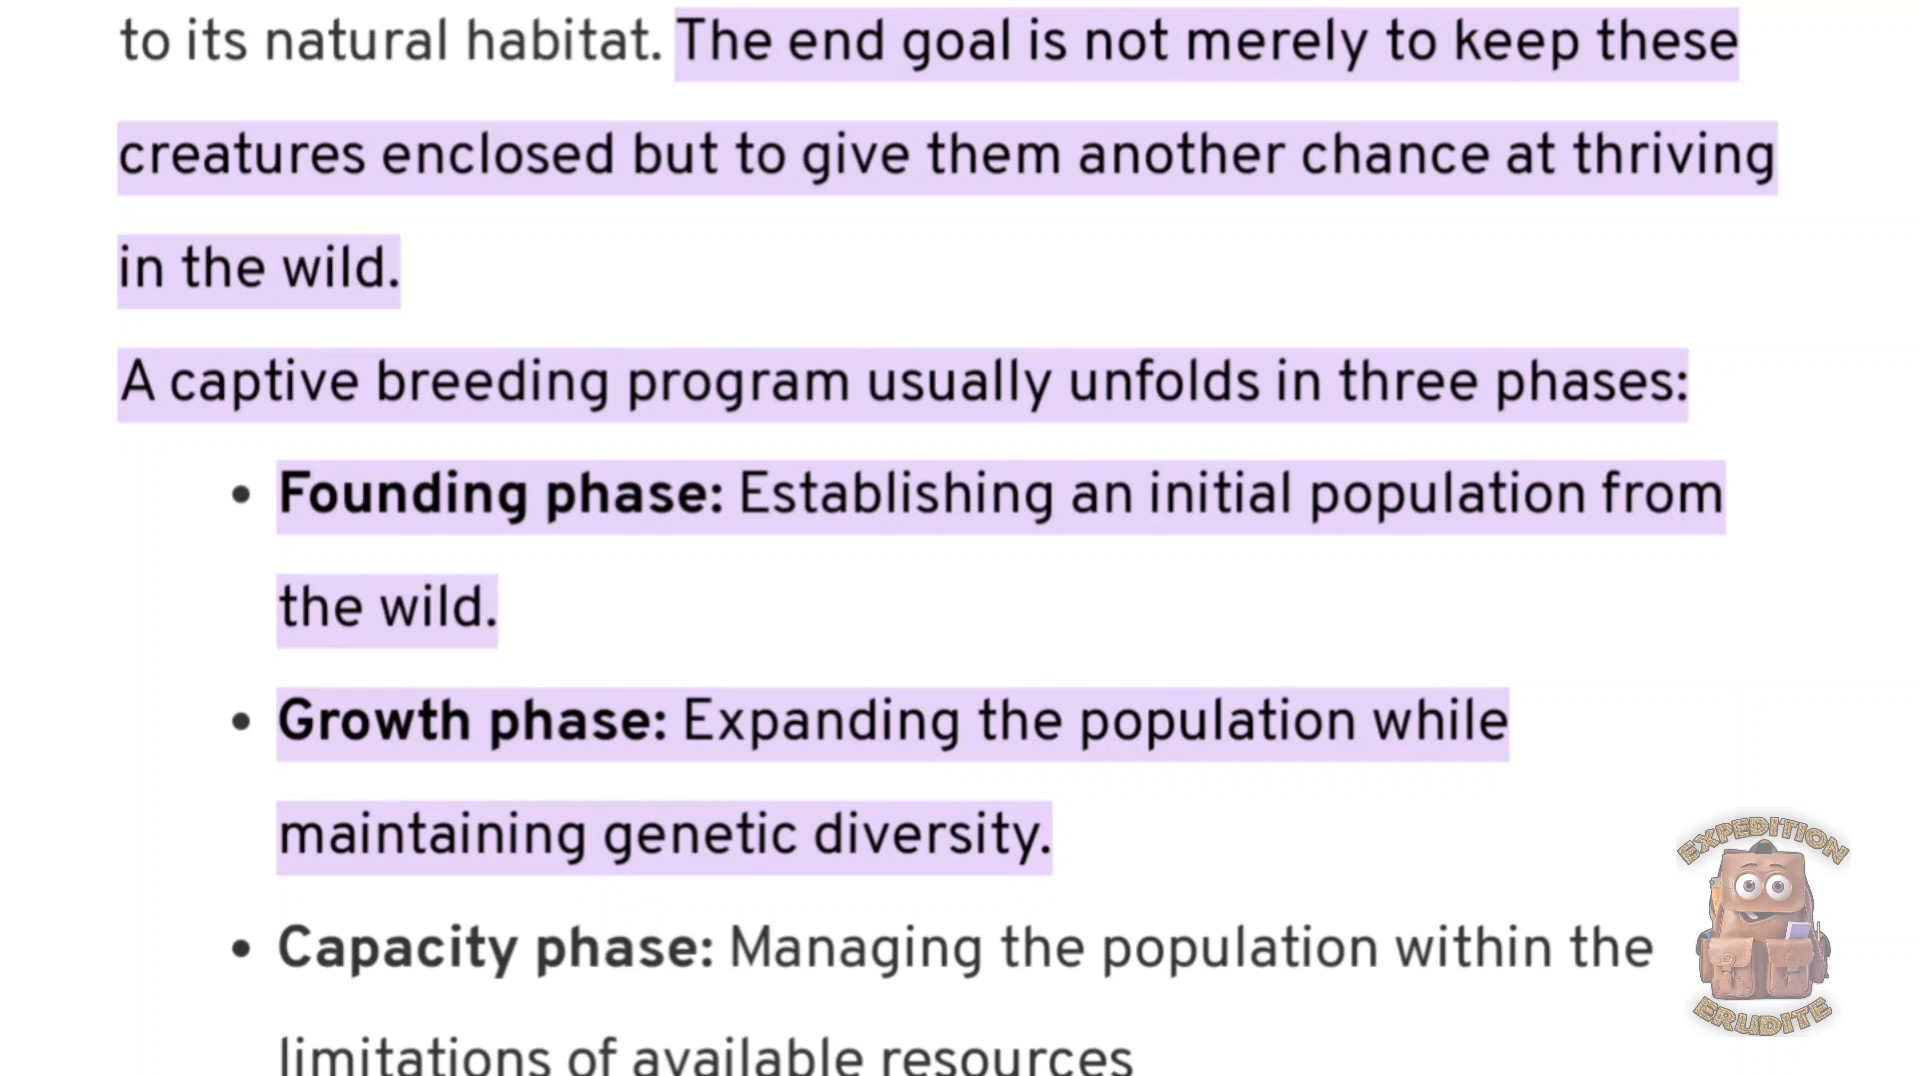 to its natural habitat. The end goal is not merely to keep these
creatures enclosed but to give them another chance at thriving
in the wild.
A captive breeding program usually unfolds in three phases:
• Founding phase: Establishing an initial population from
the wild.
• Growth phase: Expanding the population while
maintaining genetic diversity.
• Capacity phase: Managing the population within the
limitations of available resources
EXPEDITION
ERUDITE